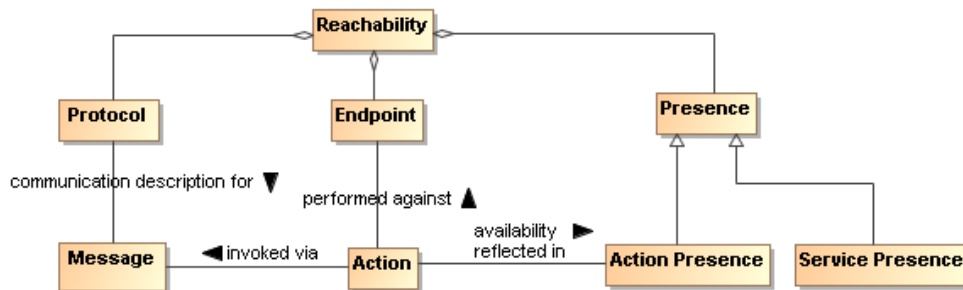 Reachability
Protocol
Endpoint
Presence
communication description for
performed against
availability
reflected in
Message
invoked via
Action
Action Presence
Service Presence